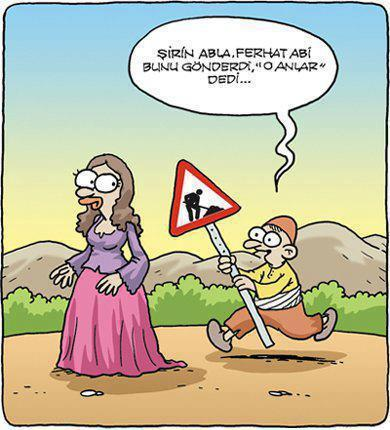 ŞİRİN ABLA, FERHAT ABİ
BUNU GÖNDERDİ, "O ANLAR"
DEDİ...